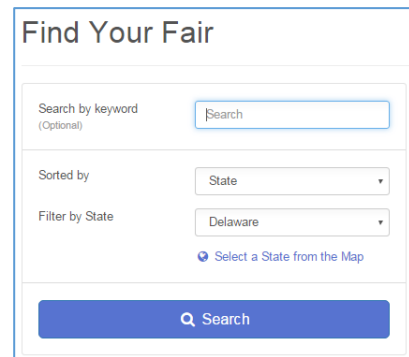 Find Your Fair
Search by keyword
(Optional)
Search
Sorted by
State
Filter by State
Delaware
Select a State from the Map
Search